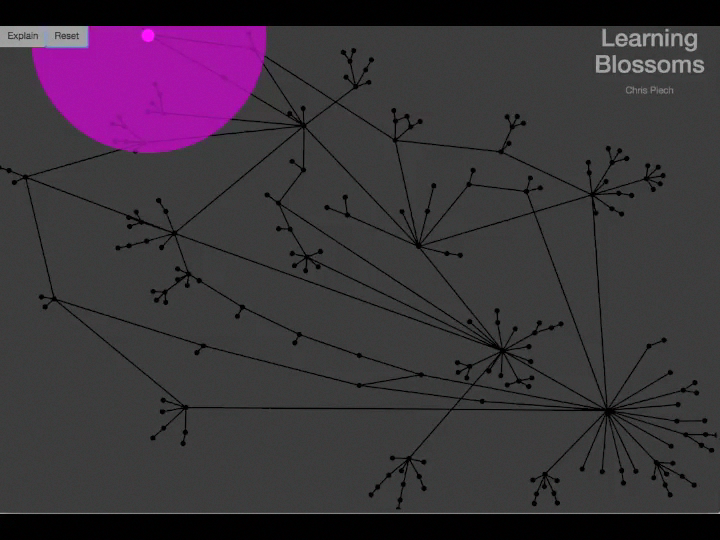 Explain
Reset
Learning
Blossoms
Chris Piech